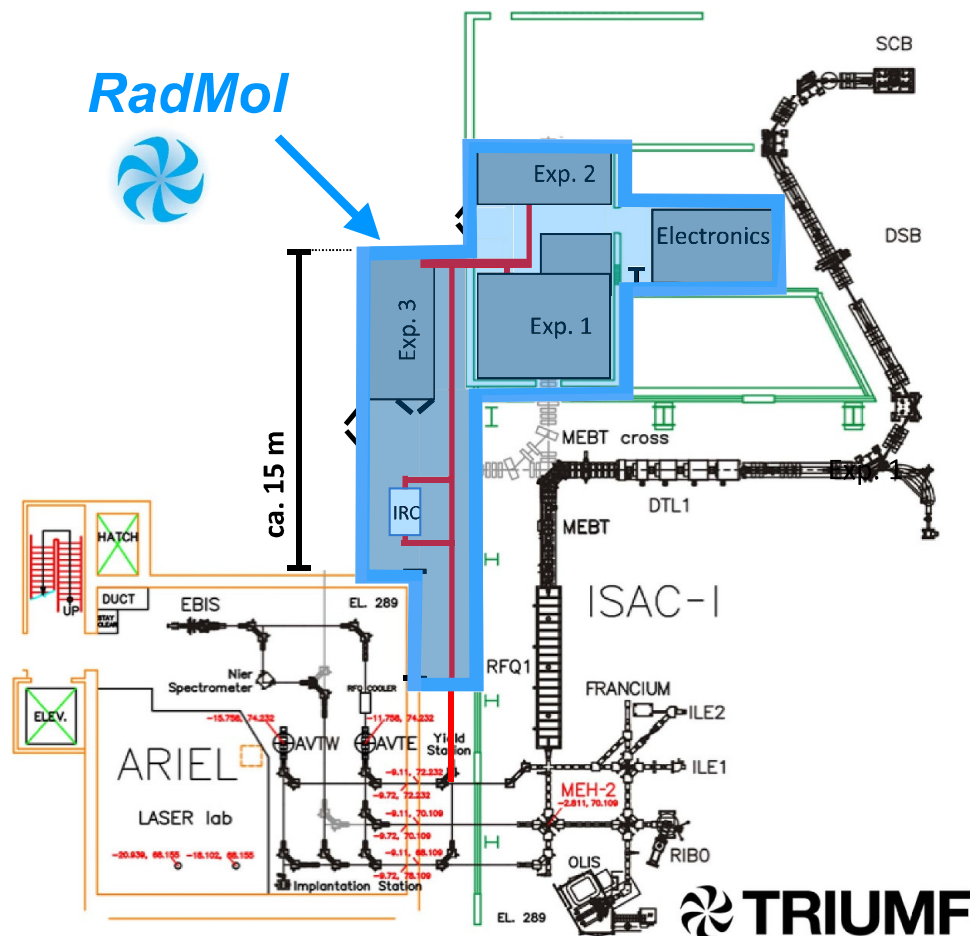 SCB
RadMol
Exp. 2
Electronics
DSB
Exp. 3
Exp. 1
ca. 15 m
MEBT cross
Exp. 1
DTL1
IRC
MEBT
HATCH
ISAC-I
UP
DUCT
STAY
CLEAR
EBIS
EL. 289
RFQ1
Nier
Spectrometer
RFQ COOLER
FRANCIUM
ELEV.
-15.756, 74.232
-11.756, 74.232
ILE2
AVTW
AVTE
Yield
Station
ARIEL
-9.11, 72.232
-9.72, 72.232
ILE1
MEH-2
-2.811, 70.109
LASER lab
-9.11, 70.109
-9.72, 70.109
-20.939, 68.155
-18.102, 68.155
-9.11, 68.109
RIBO
OLIS
Implantation Station
EL. 289
TRIUMF